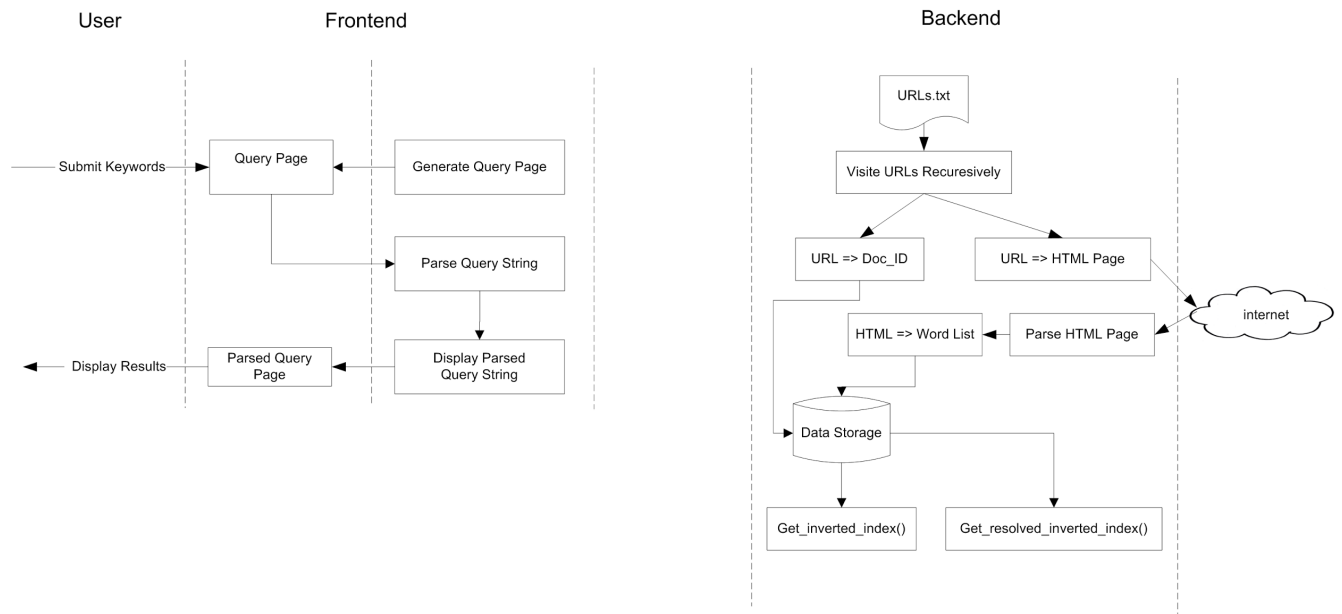 User
Frontend
Backend
Submit Keywords
Query Page
Generate Query Page
Parse Query String
Display Results
Parsed Query
Page
Display Parsed
Query String
URLs.txt
Visite URLs Recuresively
URL => Doc_ID
URL => HTML Page
internet
HTML => Word List
Parse HTML Page
Data Storage
Get_inverted_index()
Get_resolved_inverted_index()